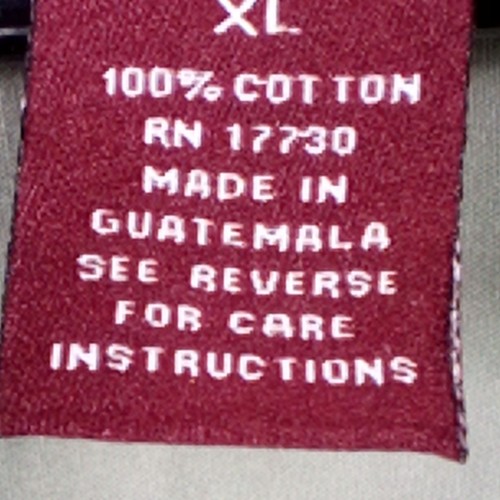 XL
100% COTTON
RN 17730
MADE IN
GUATEMALA
SEE REVERSE
FOR CARE
INSTRUCTIONS